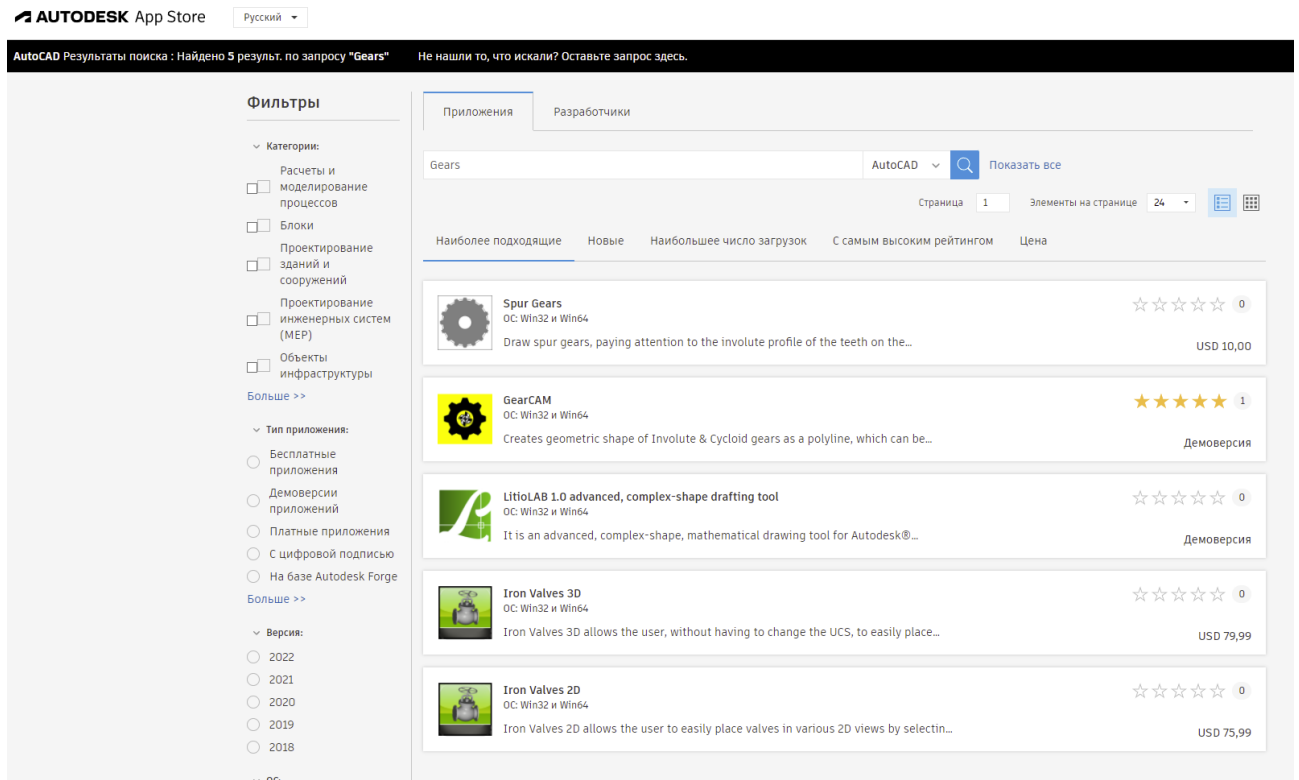 AUTODESK App Store
Русский
AutoCAD Результаты поиска : Найдено 5 результ. по запросу "Gears"
Не нашли то, что искали? Оставьте запрос здесь.
Фильтры
Категории:
Расчеты и
моделирование
процессов
Блоки
Проектирование
зданий и
сооружений
Проектирование
инженерных систем
(MEP)
Объекты
инфраструктуры
Больше >>
Тип приложения:
Бесплатные
приложения
Демоверсии
приложений
Платные приложения
С цифровой подписью
На базе Autodesk Forge
Больше >>
Версия:
2022
2021
2020
2019
2018
ОС:
Приложения
Разработчики
Gears
AutoCAD
Показать все
Страница 1
Элементы на странице 24
Наиболее подходящие
Новые
Наибольшее число загрузок
С самым высоким рейтингом
Цена
Spur Gears
ОС: Win32 и Win64
Draw spur gears, paying attention to the involute profile of the teeth on the...
0
USD 10,00
GearCAM
ОС: Win32 и Win64
Creates geometric shape of Involute & Cycloid gears as a polyline, which can be...
1
Демоверсия
LitioLAB 1.0 advanced, complex-shape drafting tool
ОС: Win32 и Win64
It is an advanced, complex-shape, mathematical drawing tool for Autodesk®...
0
Демоверсия
Iron Valves 3D
ОС: Win32 и Win64
Iron Valves 3D allows the user, without having to change the UCS, to easily place...
0
USD 79,99
Iron Valves 2D
ОС: Win32 и Win64
Iron Valves 2D allows the user to easily place valves in various 2D views by selectin...
0
USD 75,99